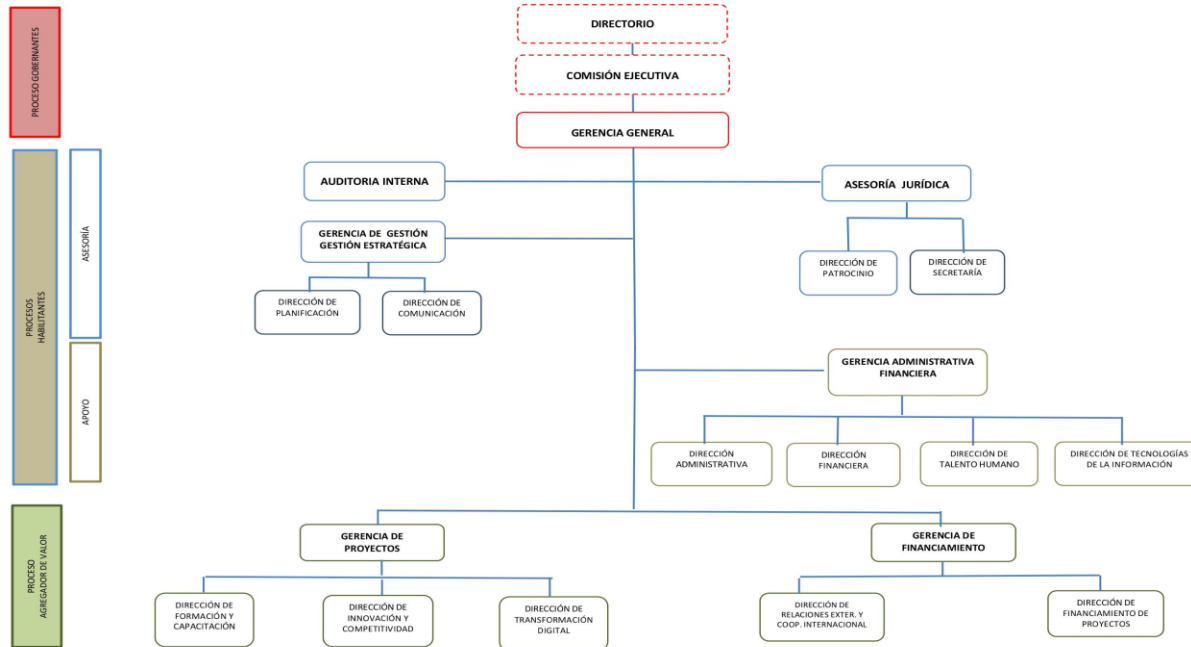 PROCESO GOBERNANTES
DIRECTORIO
COMISIÓN EJECUTIVA
GERENCIA GENERAL
PROCESOS
HABILITANTES
ASESORÍA
AUDITORIA INTERNA
ASESORÍA JURÍDICA
GERENCIA DE GESTIÓN
GESTIÓN ESTRATÉGICA
DIRECCIÓN DE
PATROCINIO
DIRECCIÓN DE
SECRETARÍA
DIRECCIÓN DE
PLANIFICACIÓN
DIRECCIÓN DE
COMUNICACIÓN
APOYO
GERENCIA ADMINISTRATIVA
FINANCIERA
DIRECCIÓN
ADMINISTRATIVA
DIRECCIÓN
FINANCIERA
DIRECCIÓN DE
TALENTO HUMANO
DIRECCIÓN DE TECNOLOGÍAS
DE LA INFORMACIÓN
PROCESO
AGREGADOR DE VALOR
GERENCIA DE
PROYECTOS
GERENCIA DE
FINANCIAMIENTO
DIRECCIÓN DE
FORMACIÓN Y
CAPACITACIÓN
DIRECCIÓN DE
INNOVACIÓN Y
COMPETITIVIDAD
DIRECCIÓN DE
TRANSFORMACIÓN
DIGITAL
DIRECCIÓN DE
RELACIONES EXTER. Y
COOP. INTERNACIONAL
DIRECCIÓN DE
FINANCIAMIENTO DE
PROYECTOS